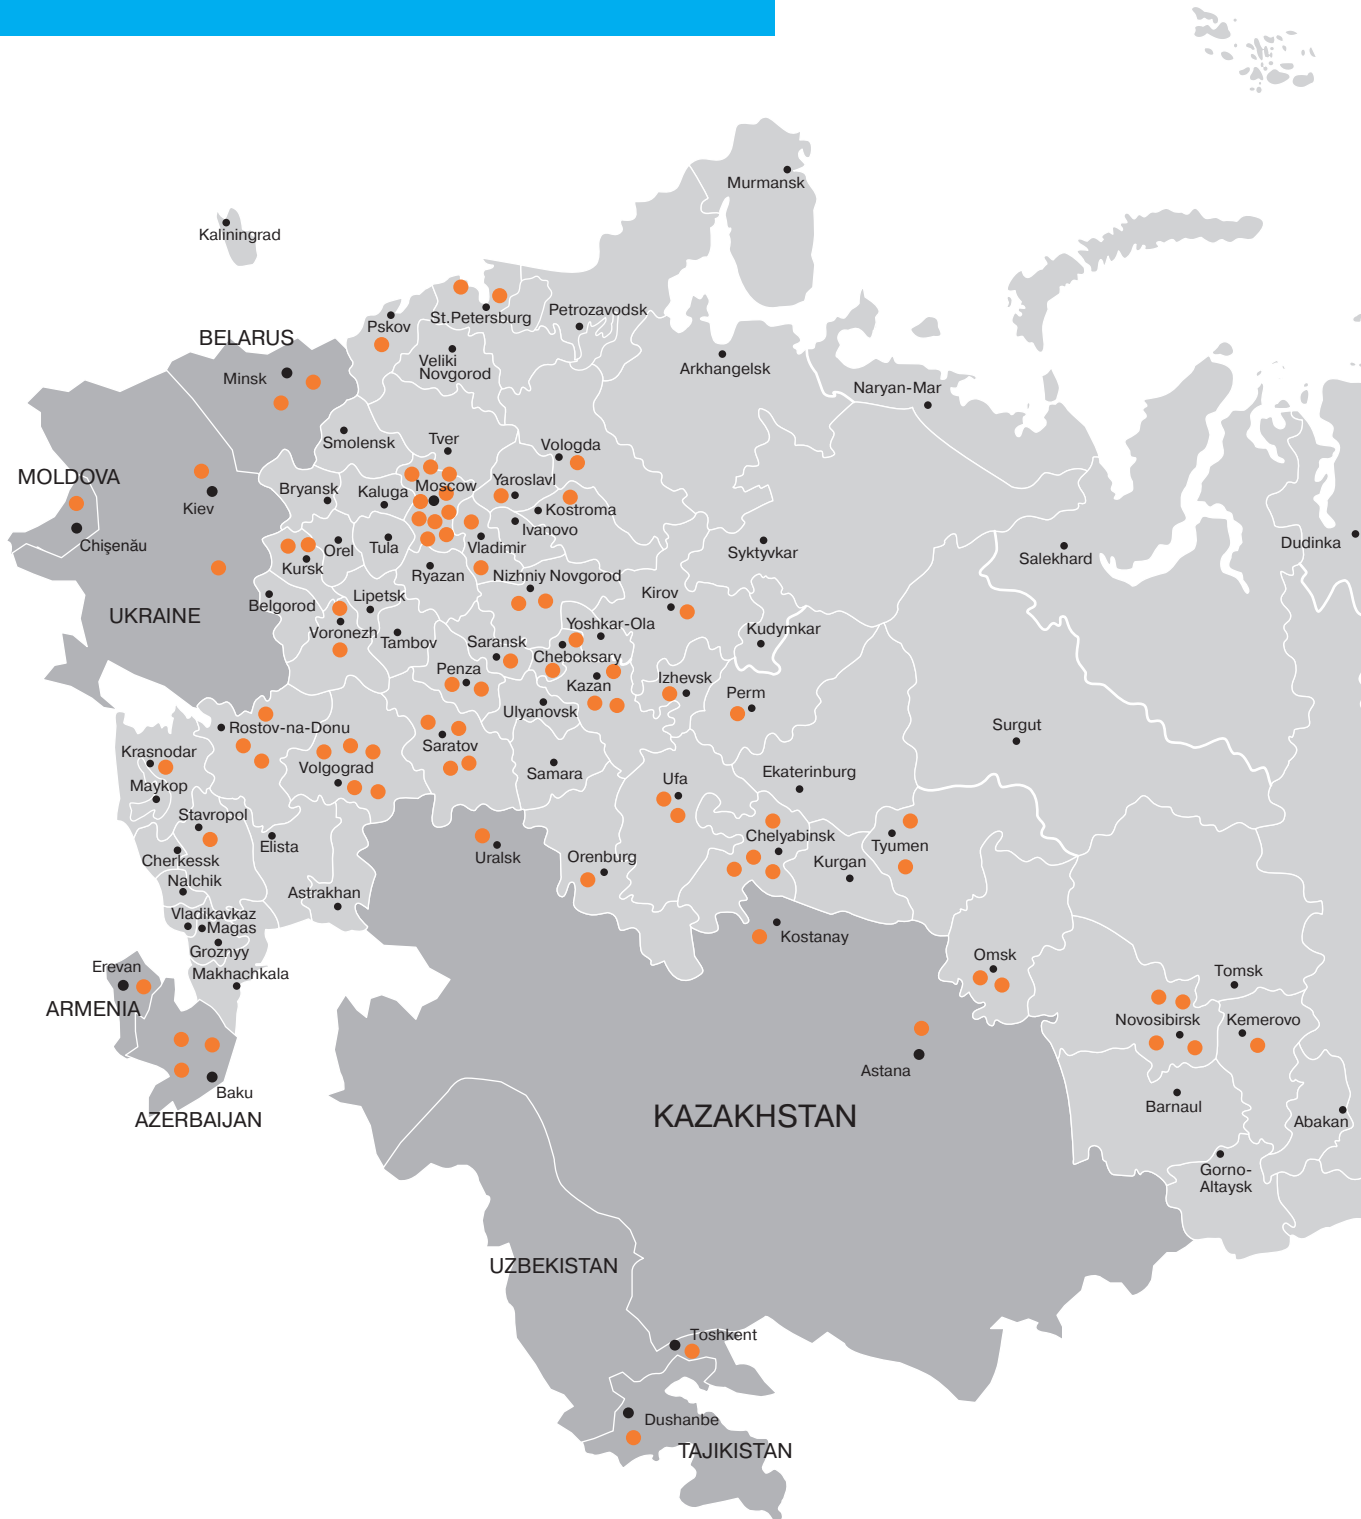 Murmansk
Kaliningrad
Petrozavodsk
St.Petersburg
Pskov
BELARUS
Veliki
Novgorod
Arkhangelsk
Minsk
Naryan-Mar
Smolensk
Tver
Vologda
MOLDOVA
Yaroslavl
Moscow
Bryansk
Kaluga
Kiev
Kostroma
Ivanovo
Chişenău
Orel
Tula
Vladimir
Dudinka
Syktyvkar
Salekhard
Kursk
Ryazan
Nizhniy Novgorod
Kirov
Belgorod
Lipetsk
UKRAINE
Yoshkar-Ola
Kudymkar
Voronezh
Tambov
Saransk
Cheboksary
Penza
Kazan
Izhevsk
Perm
Ulyanovsk
Surgut
Rostov-na-Donu
Krasnodar
Saratov
Volgograd
Samara
Ufa
Ekaterinburg
Maykop
Stavropol
Chelyabinsk
Elista
Tyumen
Cherkessk
Uralsk
Orenburg
Kurgan
Nalchik
Astrakhan
Vladikavkaz
Magas
Kostanay
Groznyy
Omsk
Erevan
Makhachkala
Tomsk
ARMENIA
Novosibirsk
Kemerovo
Astana
Baku
Barnaul
AZERBAIJAN
KAZAKHSTAN
Abakan
Gorno-
Altaysk
UZBEKISTAN
Toshkent
Dushanbe
TAJIKISTAN